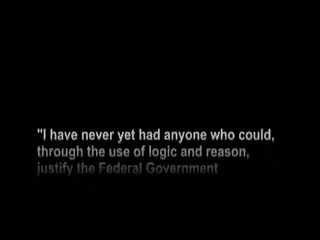 "I have never yet had anyone who could,
through the use of logic and reason,
justify the Federal Government